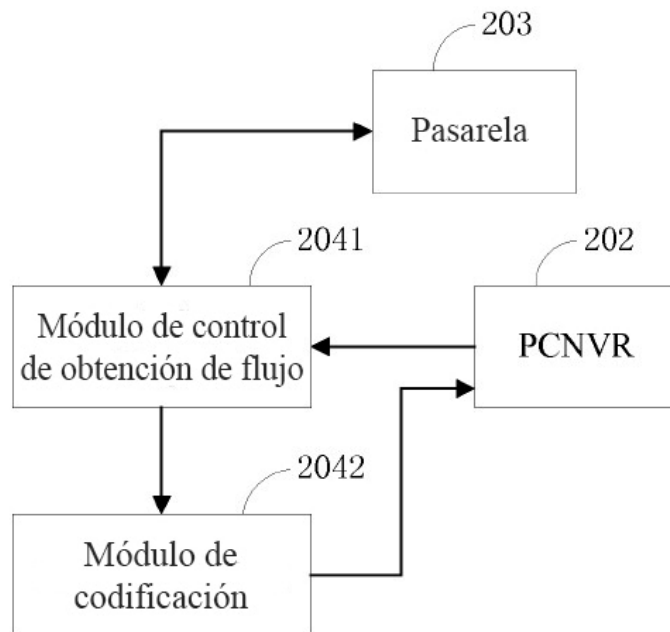 203
Pasarela
2041
202
Módulo de control
de obtención de flujo
PCNVR
2042
Módulo de
codificación